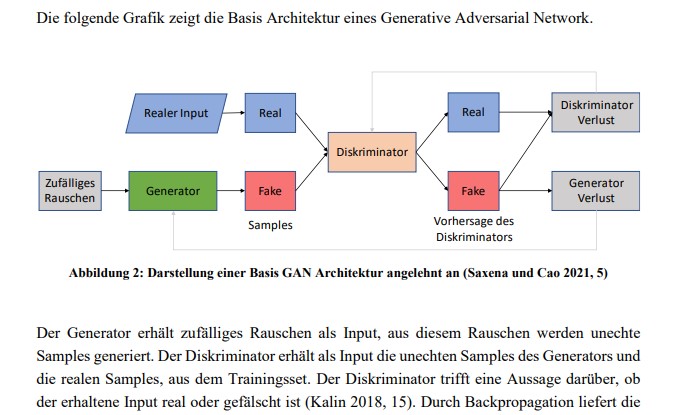 Die folgende Grafik zeigt die Basis Architektur eines Generative Adversarial Network.
Realer Input
Real
Real
Diskriminator
Verlust
Diskriminator
Zufälliges
Rauschen
Generator
Fake
Fake
Generator
Verlust
Samples
Vorhersage des
Diskriminators
Abbildung 2: Darstellung einer Basis GAN Architektur angelehnt an (Saxena und Cao 2021, 5)
Der Generator erhält zufälliges Rauschen als Input, aus diesem Rauschen werden unechte
Samples generiert. Der Diskriminator erhält als Input die unechten Samples des Generators und
die realen Samples, aus dem Trainingsset. Der Diskriminator trifft eine Aussage darüber, ob
der erhaltene Input real oder gefälscht ist (Kalin 2018, 15). Durch Backpropagation liefert die